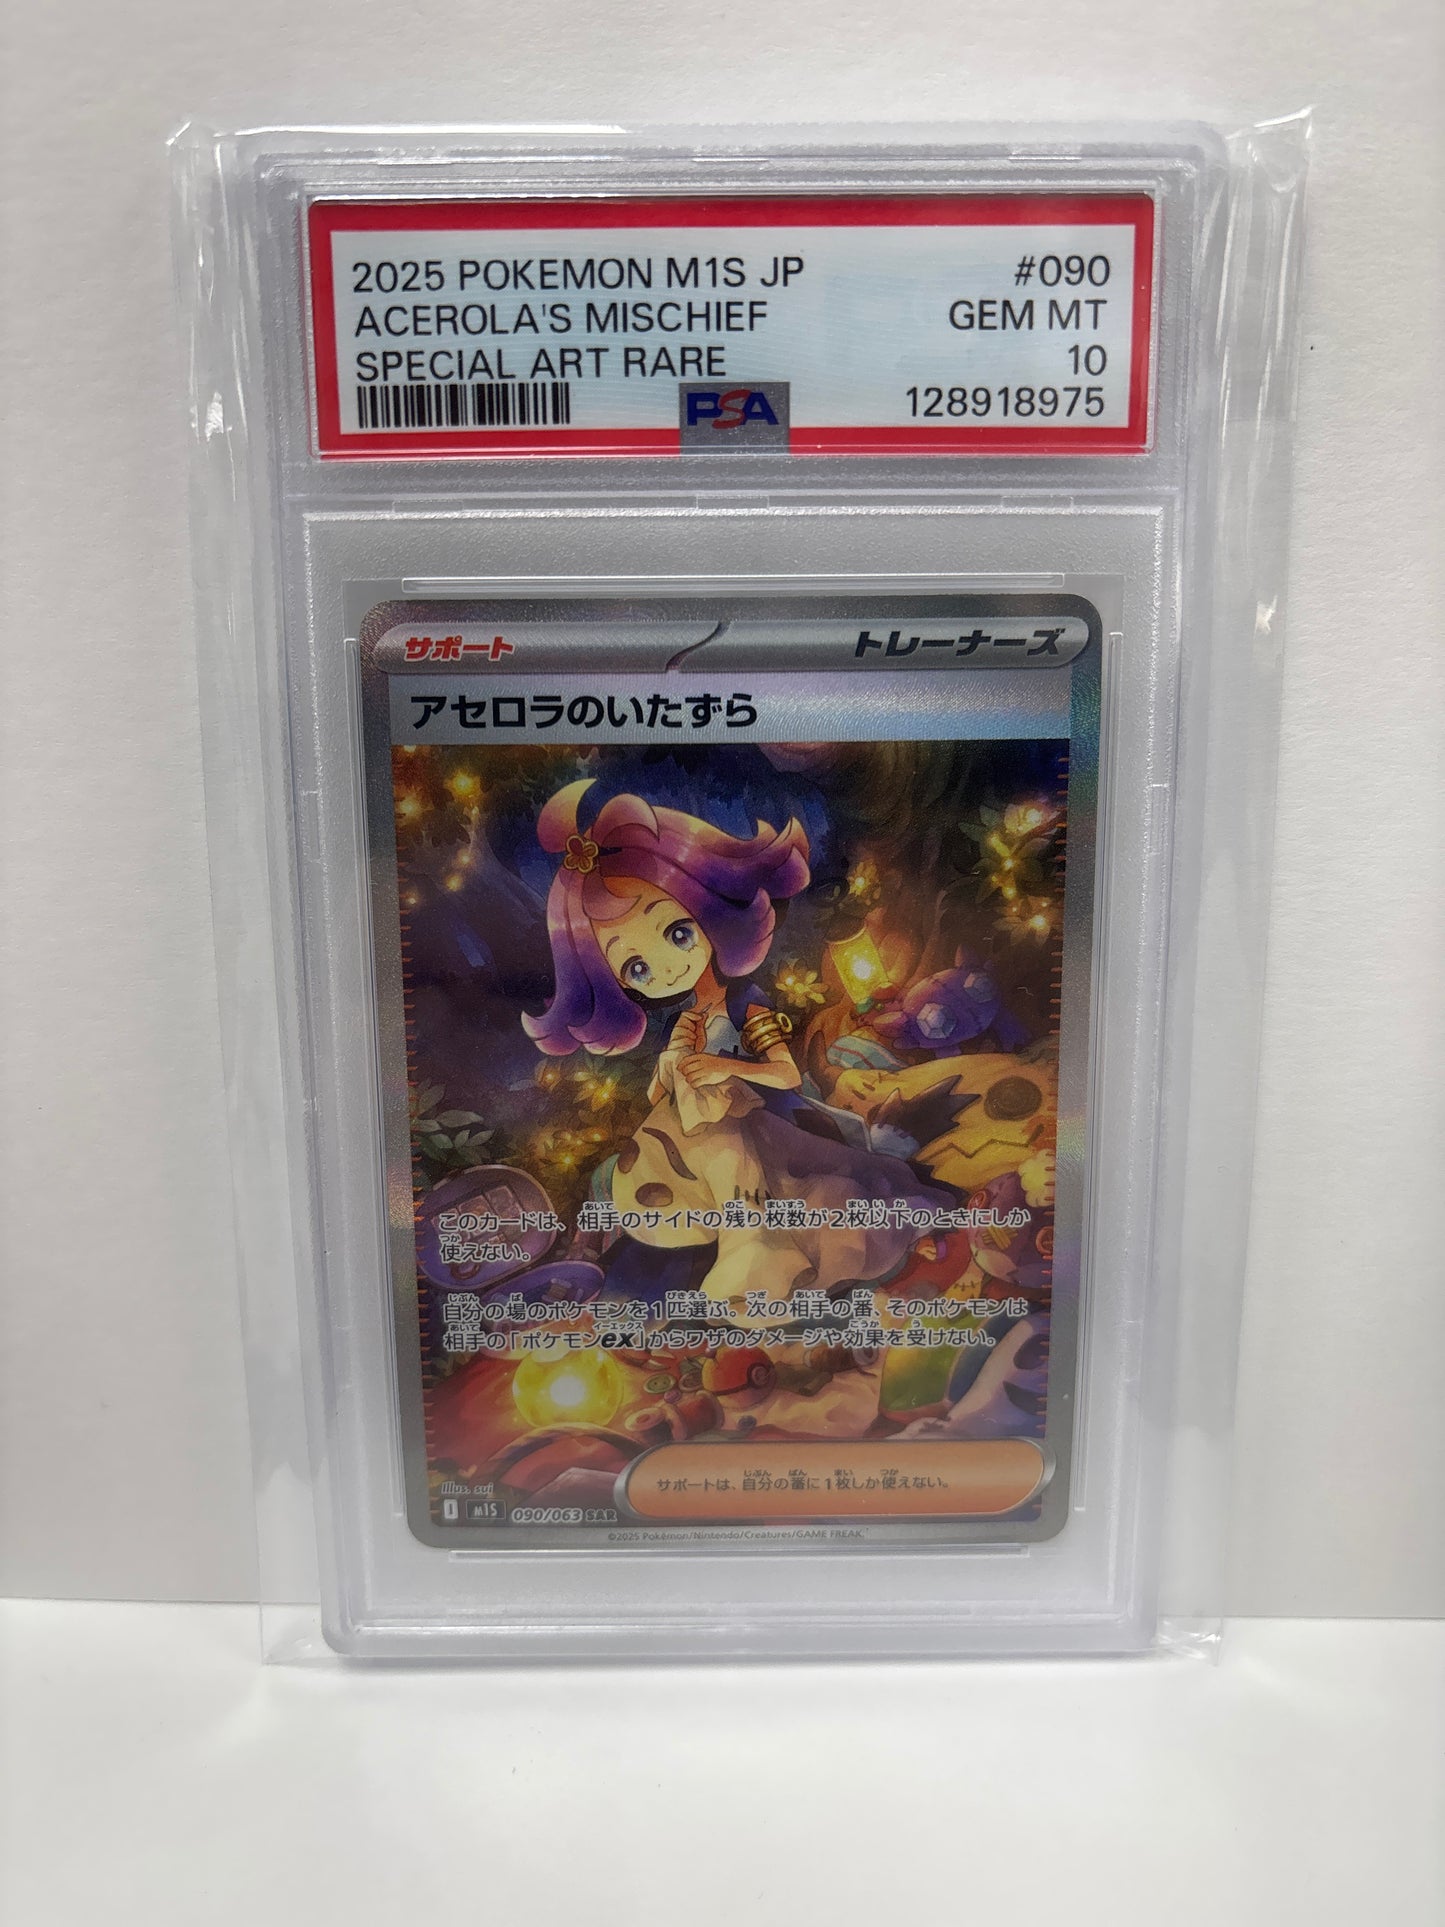 2025 POKEMON M1S JP #090
ACEROLA'S MISCHIEF GEM MT
SPECIAL ART RARE 10
PSA 128918975
サポート トレーナーズ
アセロラのいたずら
このカードは、相手のサイドの残り枚数が2枚以下のときにしか
使えない。
自分の場のポケモンを1匹選ぶ。次の相手の番、そのポケモンは
相手の「ポケモンex」からワザのダメージや効果を受けない。
サポートは、自分の番に1枚しか使えない。
Illus. sui
I M1S 090/063 SAR
©2025 Pokémon/Nintendo/Creatures/GAME FREAK.